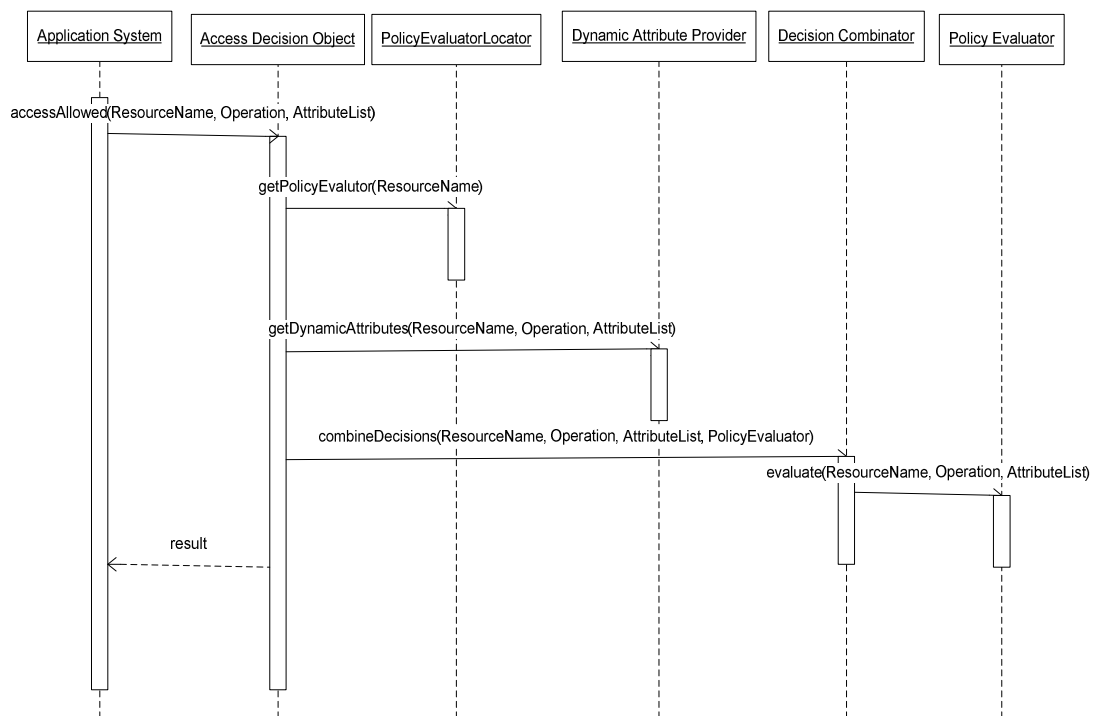 Application System
Access Decision Object
PolicyEvaluatorLocator
Dynamic Attribute Provider
Decision Combinator
Policy Evaluator
accessAllowed(ResourceName, Operation, AttributeList)
getPolicyEvalutor(ResourceName)
getDynamicAttributes(ResourceName, Operation, AttributeList)
combineDecisions(ResourceName, Operation, AttributeList, PolicyEvaluator)
evaluate(ResourceName, Operation, AttributeList)
result